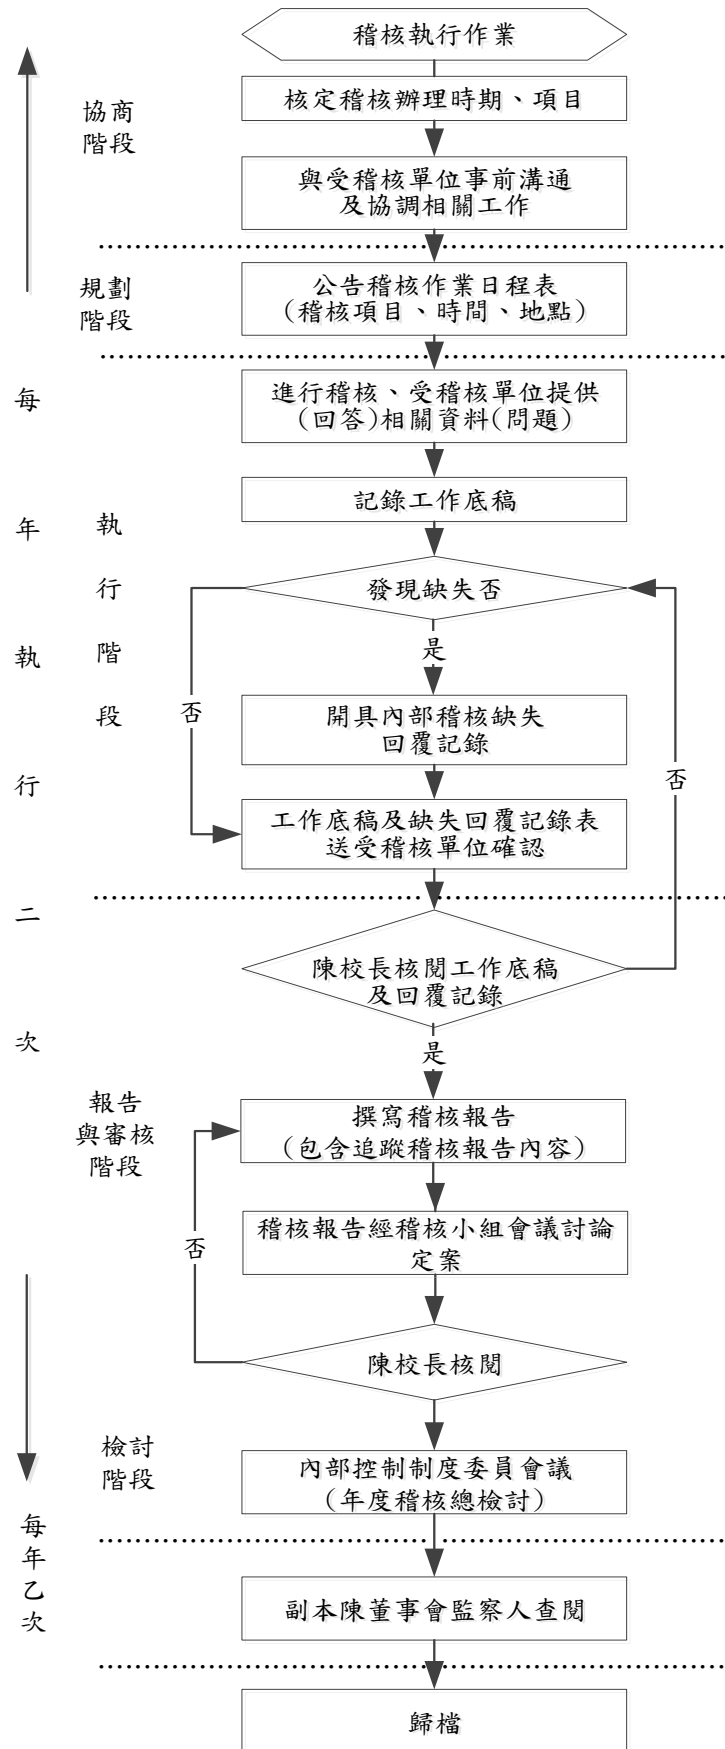 稽核執行作業
核定稽核辦理時期、項目
協商
階段
與受稽核單位事前溝通
及協調相關工作
規劃
階段
公告稽核作業日程表
(稽核項目、時間、地點)
進行稽核、受稽核單位提供
(回答)相關資料(問題)
每
年
執
行
二
次
記錄工作底稿
執
行
階
段
發現缺失否
是
否
開具內部稽核缺失
回覆記錄
否
工作底稿及缺失回覆記錄表
送受稽核單位確認
陳校長核閱工作底稿
及回覆記錄
是
報告
與審核
階段
撰寫稽核報告
(包含追蹤稽核報告內容)
稽核報告經稽核小組會議討論
定案
否
陳校長核閱
檢討
階段
內部控制制度委員會議
(年度稽核總檢討)
每
年
乙
次
副本陳董事會監察人查閱
歸檔